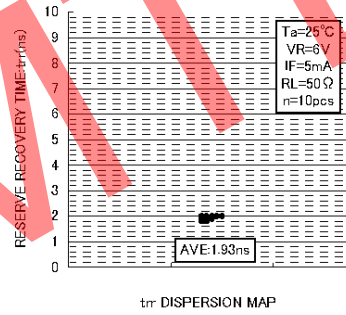 10
9
8
7
6
5
4
3
2
1
0
RESERVE RECOVERY TIME:trr(ns)
Ta=25°C
VR=6V
IF=5mA
RL=50Ω
n=10pcs
AVE:1.93ns
trr DISPERSION MAP